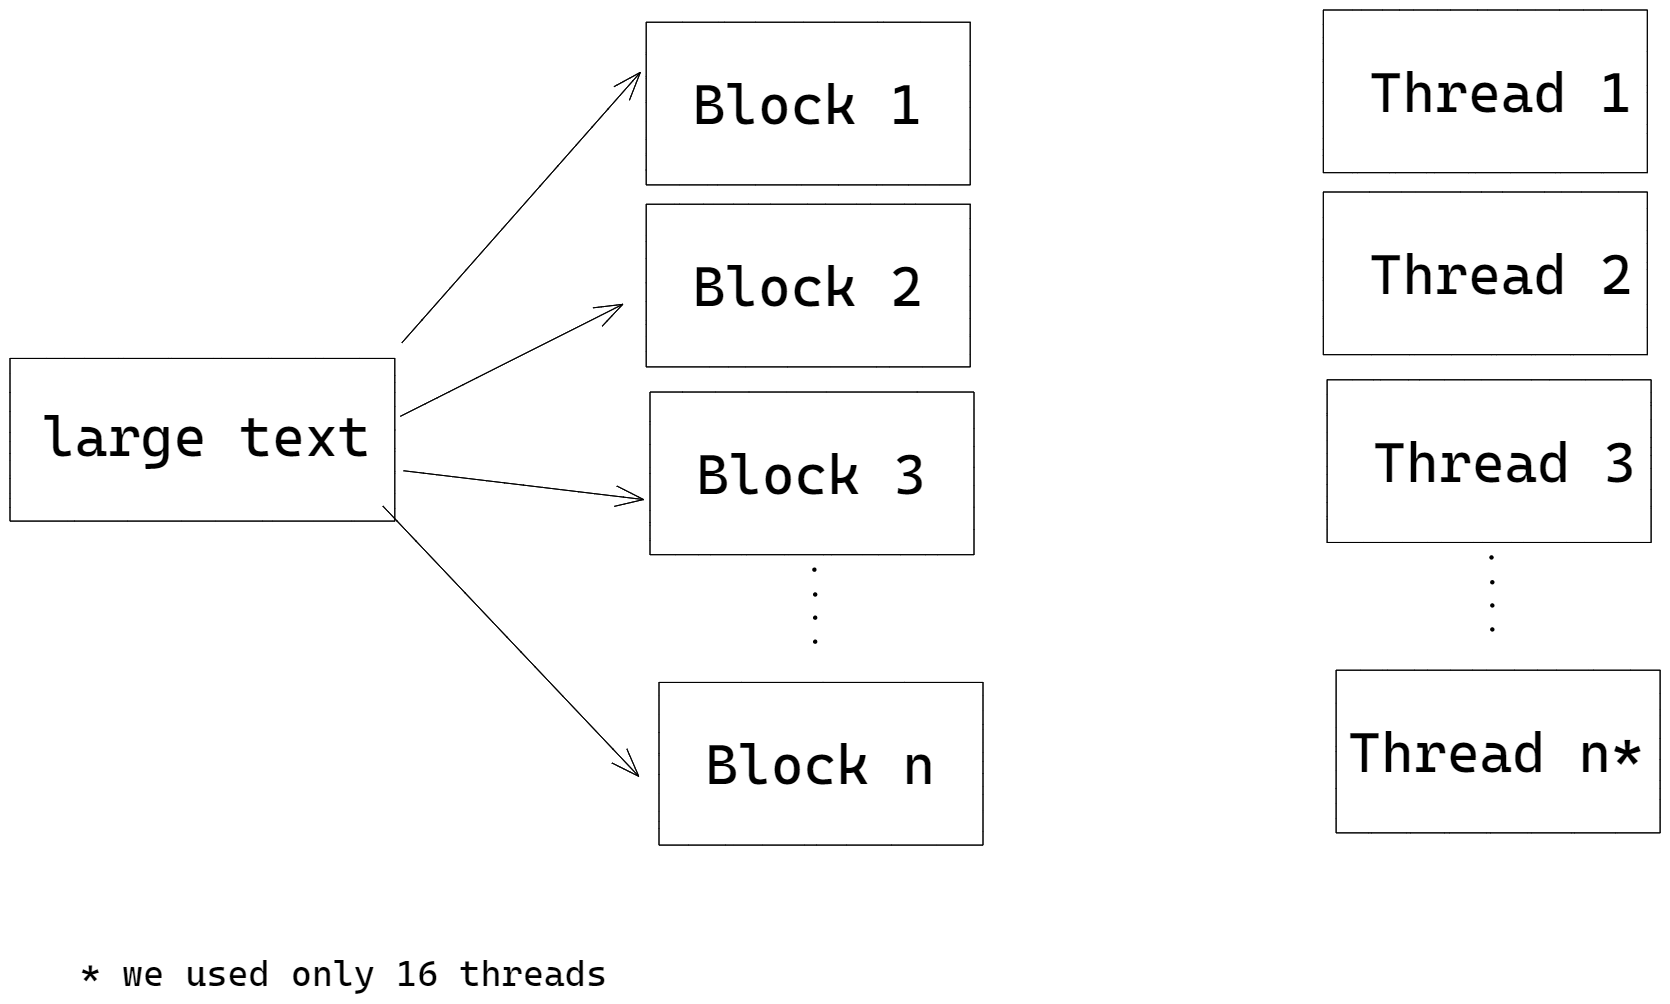 large text
Block 1
Block 2
Block 3
Block n
Thread 1
Thread 2
Thread 3
Thread n*
* we used only 16 threads